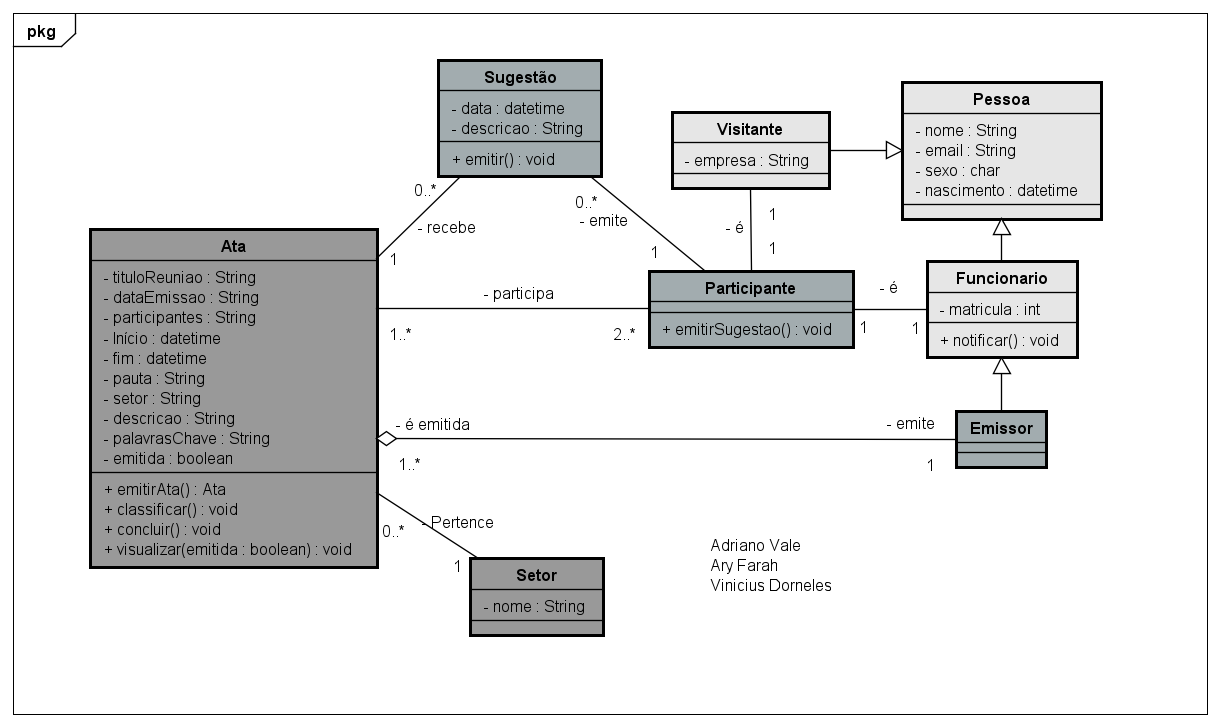 pkg
Sugestão
- data : datetime
- descricao : String
+ emitir() : void
Visitante
- empresa : String
Pessoa
- nome : String
- email : String
- sexo : char
- nascimento : datetime
0..*
- recebe
1
0..*
- emite
1
- é
1
1
Ata
- tituloReuniao : String
- dataEmissao : String
- participantes : String
- Início : datetime
- fim : datetime
- pauta : String
- setor : String
- descricao : String
- palavrasChave : String
- emitida : boolean
+ emitirAta() : Ata
+ classificar() : void
+ concluir() : void
+ visualizar(emitida : boolean) : void
- participa
1..*
2..*
Participante
+ emitirSugestao() : void
- é
1
1
Funcionario
- matricula : int
+ notificar() : void
- é emitida
1..*
- emite
1
Emissor
0..*
- Pertence
1
Setor
- nome : String
Adriano Vale
Ary Farah
Vinicius Dorneles